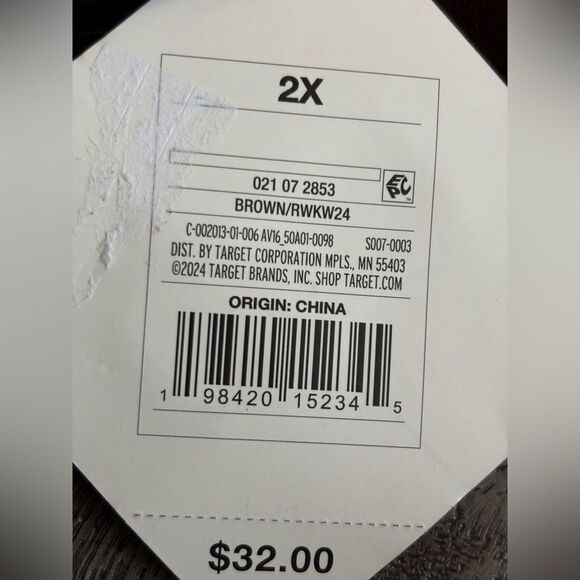 2X
021 07 2853
EPC™
BROWN/RWKW24
C-002013-01-006 AV16_50A01-0098 S007-0003
DIST. BY TARGET CORPORATION MPLS., MN 55403
©2024 TARGET BRANDS, INC. SHOP TARGET.COM
ORIGIN: CHINA
1 98420 15234 5
$32.00